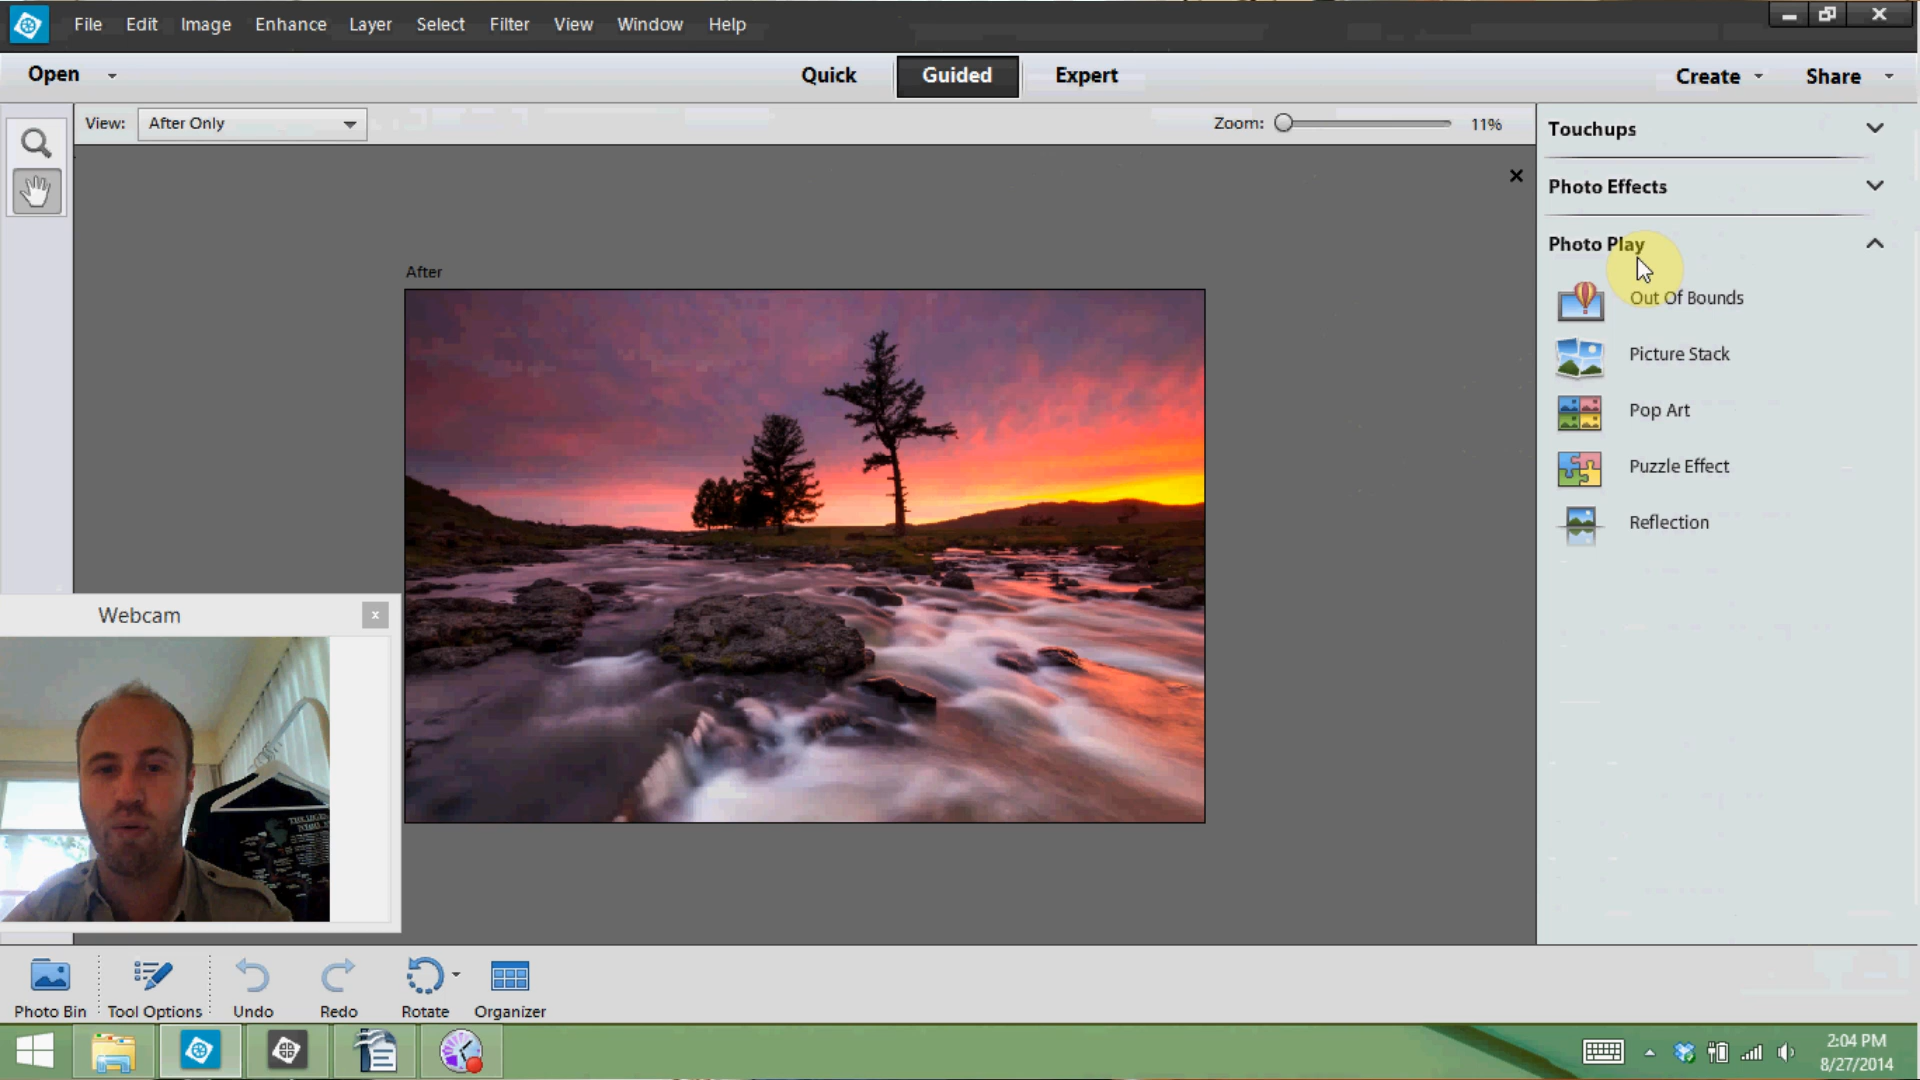 File Edit Image Enhance Layer Select Filter View Window Help
Open Quick Guided Expert Create Share
View: After Only Zoom: 11%
Touchups
Photo Effects
Photo Play
Out Of Bounds
Picture Stack
Pop Art
Puzzle Effect
Reflection
After
Webcam
Photo Bin Tool Options Undo Redo Rotate Organizer
2:04 PM
8/27/2014